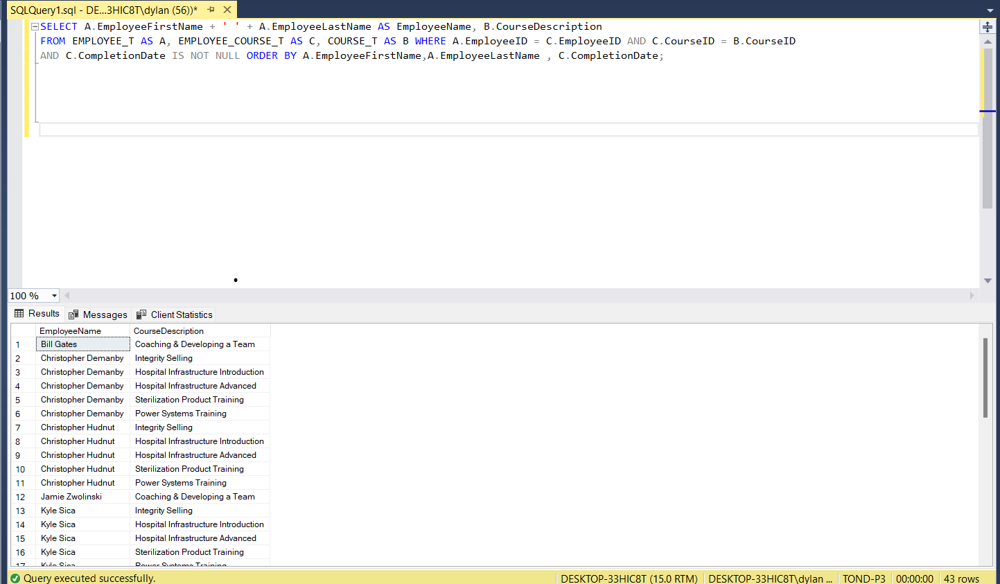 SQLQuery1.sql - DE...3HIC8T\dylan (56))*
SELECT A.EmployeeFirstName + ' ' + A.EmployeeLastName AS EmployeeName, B.CourseDescription
FROM EMPLOYEE_T AS A, EMPLOYEE_COURSE_T AS C, COURSE_T AS B WHERE A.EmployeeID = C.EmployeeID AND C.CourseID = B.CourseID
AND C.CompletionDate IS NOT NULL ORDER BY A.EmployeeFirstName,A.EmployeeLastName , C.CompletionDate;
100 %
Results Messages Client Statistics
EmployeeName CourseDescription
1 Bill Gates Coaching & Developing a Team
2 Christopher Demanby Integrity Selling
3 Christopher Demanby Hospital Infrastructure Introduction
4 Christopher Demanby Hospital Infrastructure Advanced
5 Christopher Demanby Sterilization Product Training
6 Christopher Demanby Power Systems Training
7 Christopher Hudnut Integrity Selling
8 Christopher Hudnut Hospital Infrastructure Introduction
9 Christopher Hudnut Hospital Infrastructure Advanced
10 Christopher Hudnut Sterilization Product Training
11 Christopher Hudnut Power Systems Training
12 Jamie Zwolinski Coaching & Developing a Team
13 Kyle Sica Integrity Selling
14 Kyle Sica Hospital Infrastructure Introduction
15 Kyle Sica Hospital Infrastructure Advanced
16 Kyle Sica Sterilization Product Training
17 Kyle Sica Power Systems Training
Query executed successfully. DESKTOP-33HIC8T (15.0 RTM) DESKTOP-33HIC8T\dylan ... TOND-P3 00:00:00 43 rows